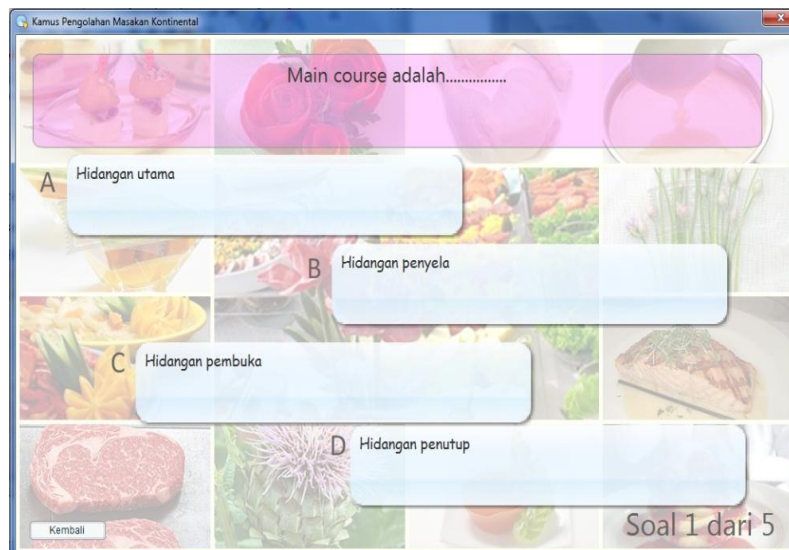 Kamus Pengolahan Masakan Kontinental
Main course adalah...............
A
Hidangan utama
B
Hidangan penyela
C
Hidangan pembuka
D
Hidangan penutup
Kembali
Soal 1 dari 5